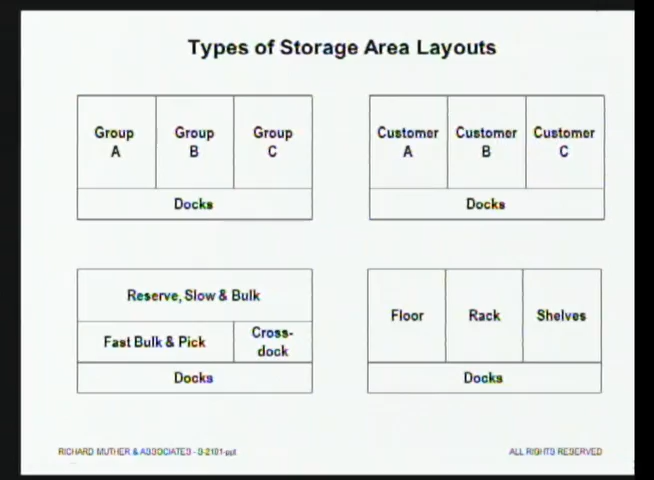 Types of Storage Area Layouts
Group A
Group B
Group C
Docks
Customer A
Customer B
Customer C
Docks
Reserve, Slow & Bulk
Fast Bulk & Pick
Cross-
dock
Docks
Floor
Rack
Shelves
Docks
RICHARD MUTHER & ASSOCIATES - S-2101-ppt
ALL RIGHTS RESERVED